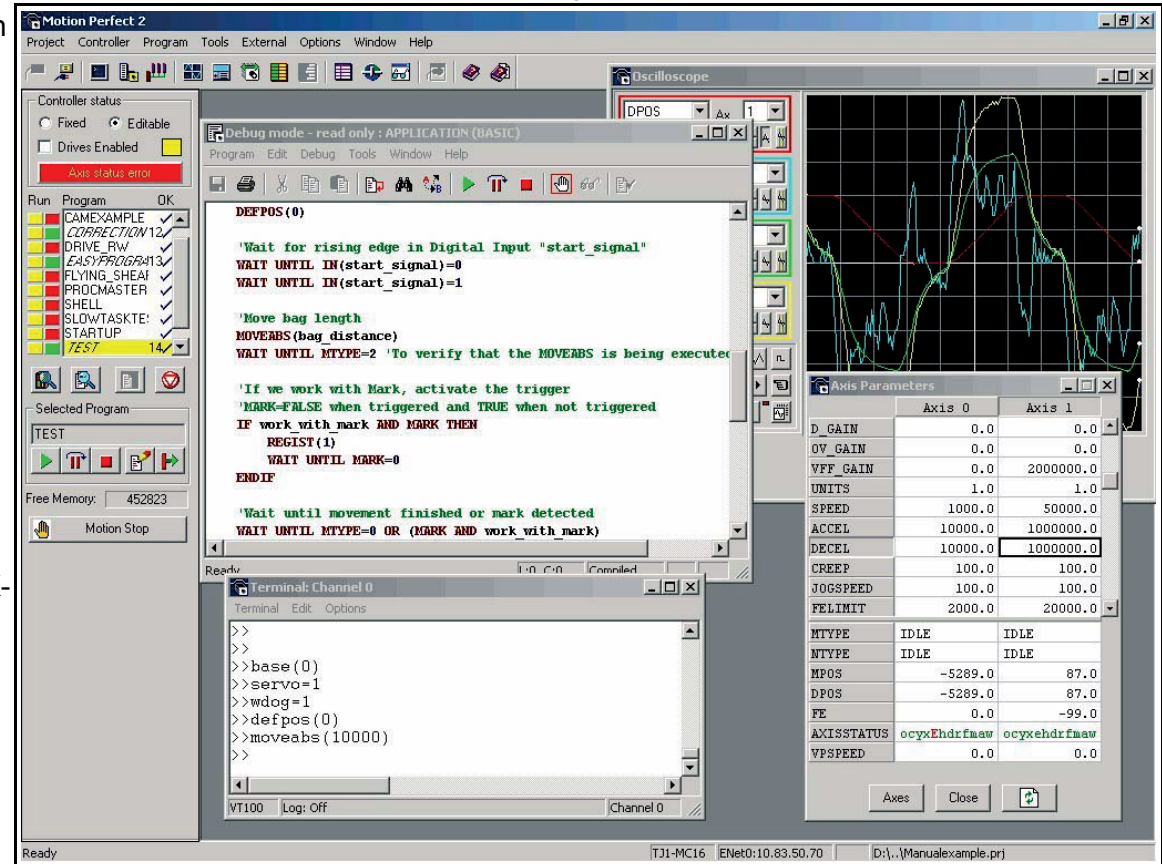 Motion Perfect 2
Project Controller Program Tools External Options Window Help
Controller status
Fixed Editable
Drives Enabled
Axis status error
Run Program OK
CAMEXAMPLE
CORRECTION 12
DRIVE_RW
EASYPROGRA 13
FLYING_SHEAF
PROCMASTER
SHELL
SLOWTASKTE
STARTUP
TEST 14
Selected Program
TEST
Free Memory: 452823
Motion Stop
Debug mode - read only : APPLICATION (BASIC)
Program Edit Debug Tools Window Help
DEFPOS(0)
'Wait for rising edge in Digital Input "start_signal"
WAIT UNTIL IN(start_signal)=0
WAIT UNTIL IN(start_signal)=1
'Move bag length
MOVEABS(bag_distance)
WAIT UNTIL MTYPE=2 'To verify that the MOVEABS is being executed
'If we work with Mark, activate the trigger
'MARK=FALSE when triggered and TRUE when not triggered
IF work_with_mark AND MARK THEN
REGIST(1)
WAIT UNTIL MARK=0
ENDIF
'Wait until movement finished or mark detected
WAIT UNTIL MTYPE=0 OR (MARK AND work_with_mark)
Ready L:0 C:0 Compiled
Terminal: Channel 0
Terminal Edit Options
>>
>>
>>base(0)
>>servo=1
>>wdog=1
>>defpos(0)
>>moveabs(10000)
>>
VT100 Log: Off Channel 0
Oscilloscope
DPOS Ax 1
Axis Parameters
Axis 0 Axis 1
D_GAIN 0.0 0.0
OV_GAIN 0.0 0.0
VFF_GAIN 0.0 2000000.0
UNITS 1.0 1.0
SPEED 1000.0 50000.0
ACCEL 10000.0 1000000.0
DECEL 10000.0 1000000.0
CREEP 100.0 100.0
JOGSPEED 100.0 100.0
FELIMIT 2000.0 20000.0
MTYPE IDLE IDLE
NTYPE IDLE IDLE
MPOS -5289.0 87.0
DPOS -5289.0 87.0
FE 0.0 -99.0
AXISSTATUS ocyxEhdrfmaw ocyxehdrfmaw
VPSPEED 0.0 0.0
Axes Close
Ready TJ1-MC16 ENet0:10.83.50.70 D:\..\Manualexample.prj